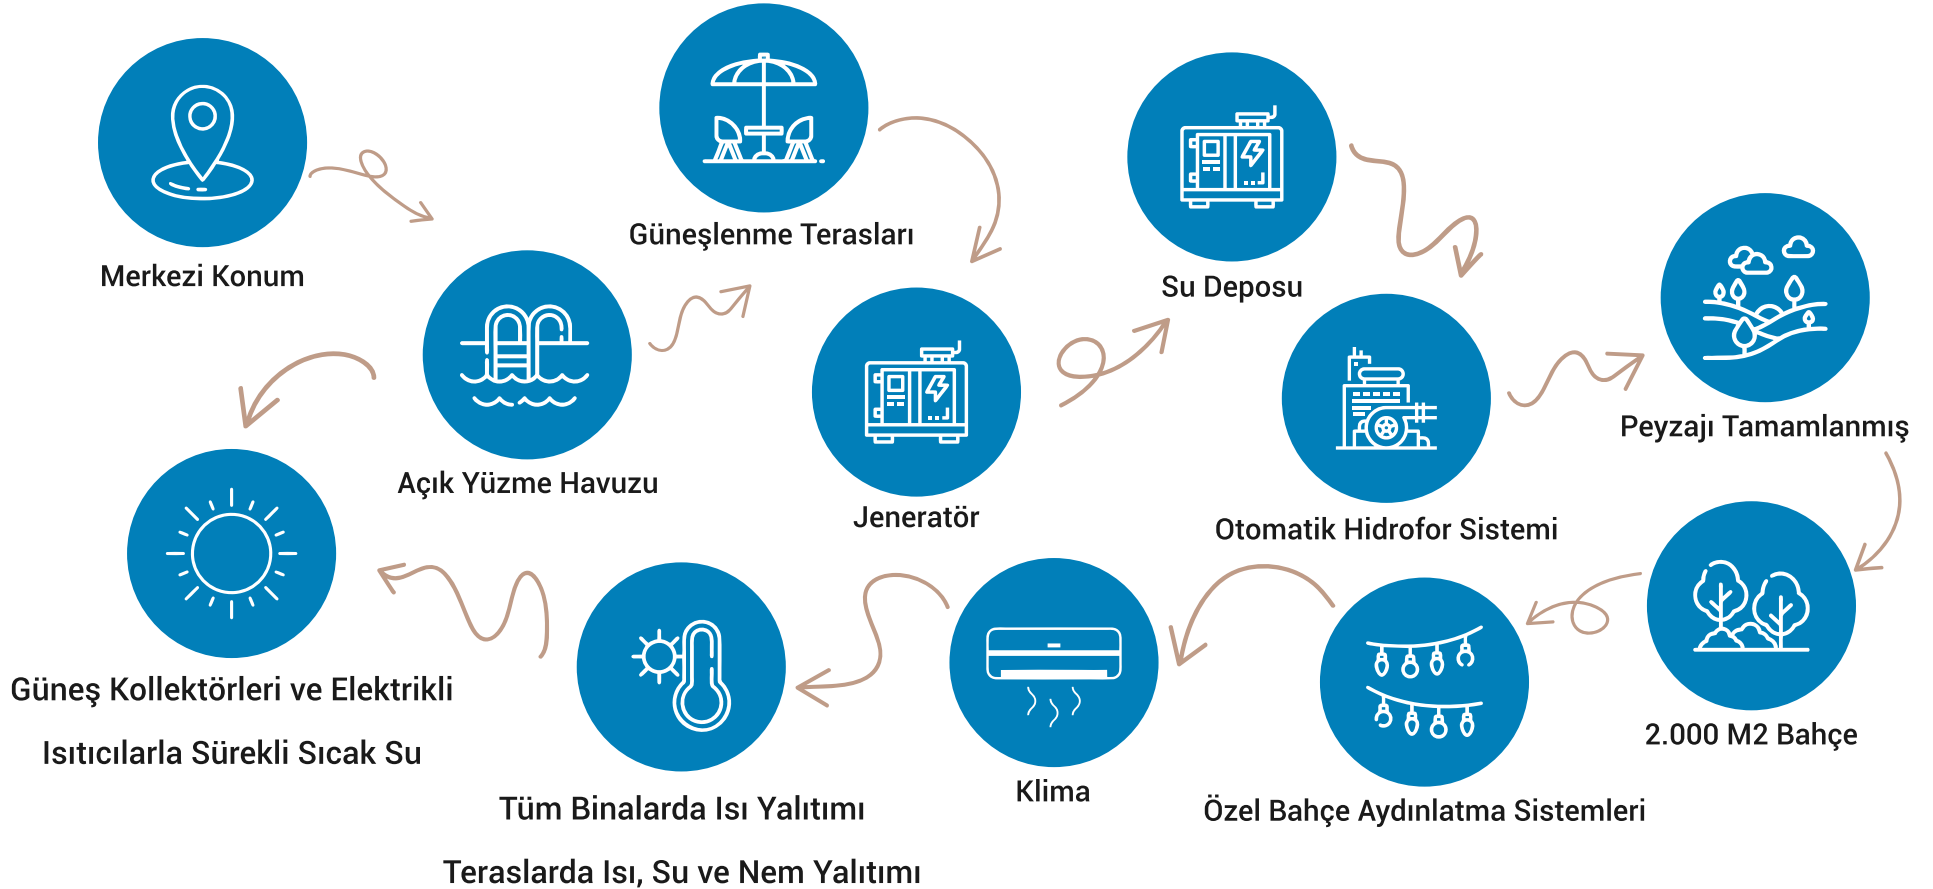 Merkezi Konum
Açık Yüzme Havuzu
Güneşlenme Terasları
Jeneratör
Su Deposu
Otomatik Hidrofor Sistemi
Peyzajı Tamamlanmış
2.000 M2 Bahçe
Özel Bahçe Aydınlatma Sistemleri
Klima
Tüm Binalarda Isı Yalıtımı
Teraslarda Isı, Su ve Nem Yalıtımı
Güneş Kollektörleri ve Elektrikli
Isıtıcılarla Sürekli Sıcak Su